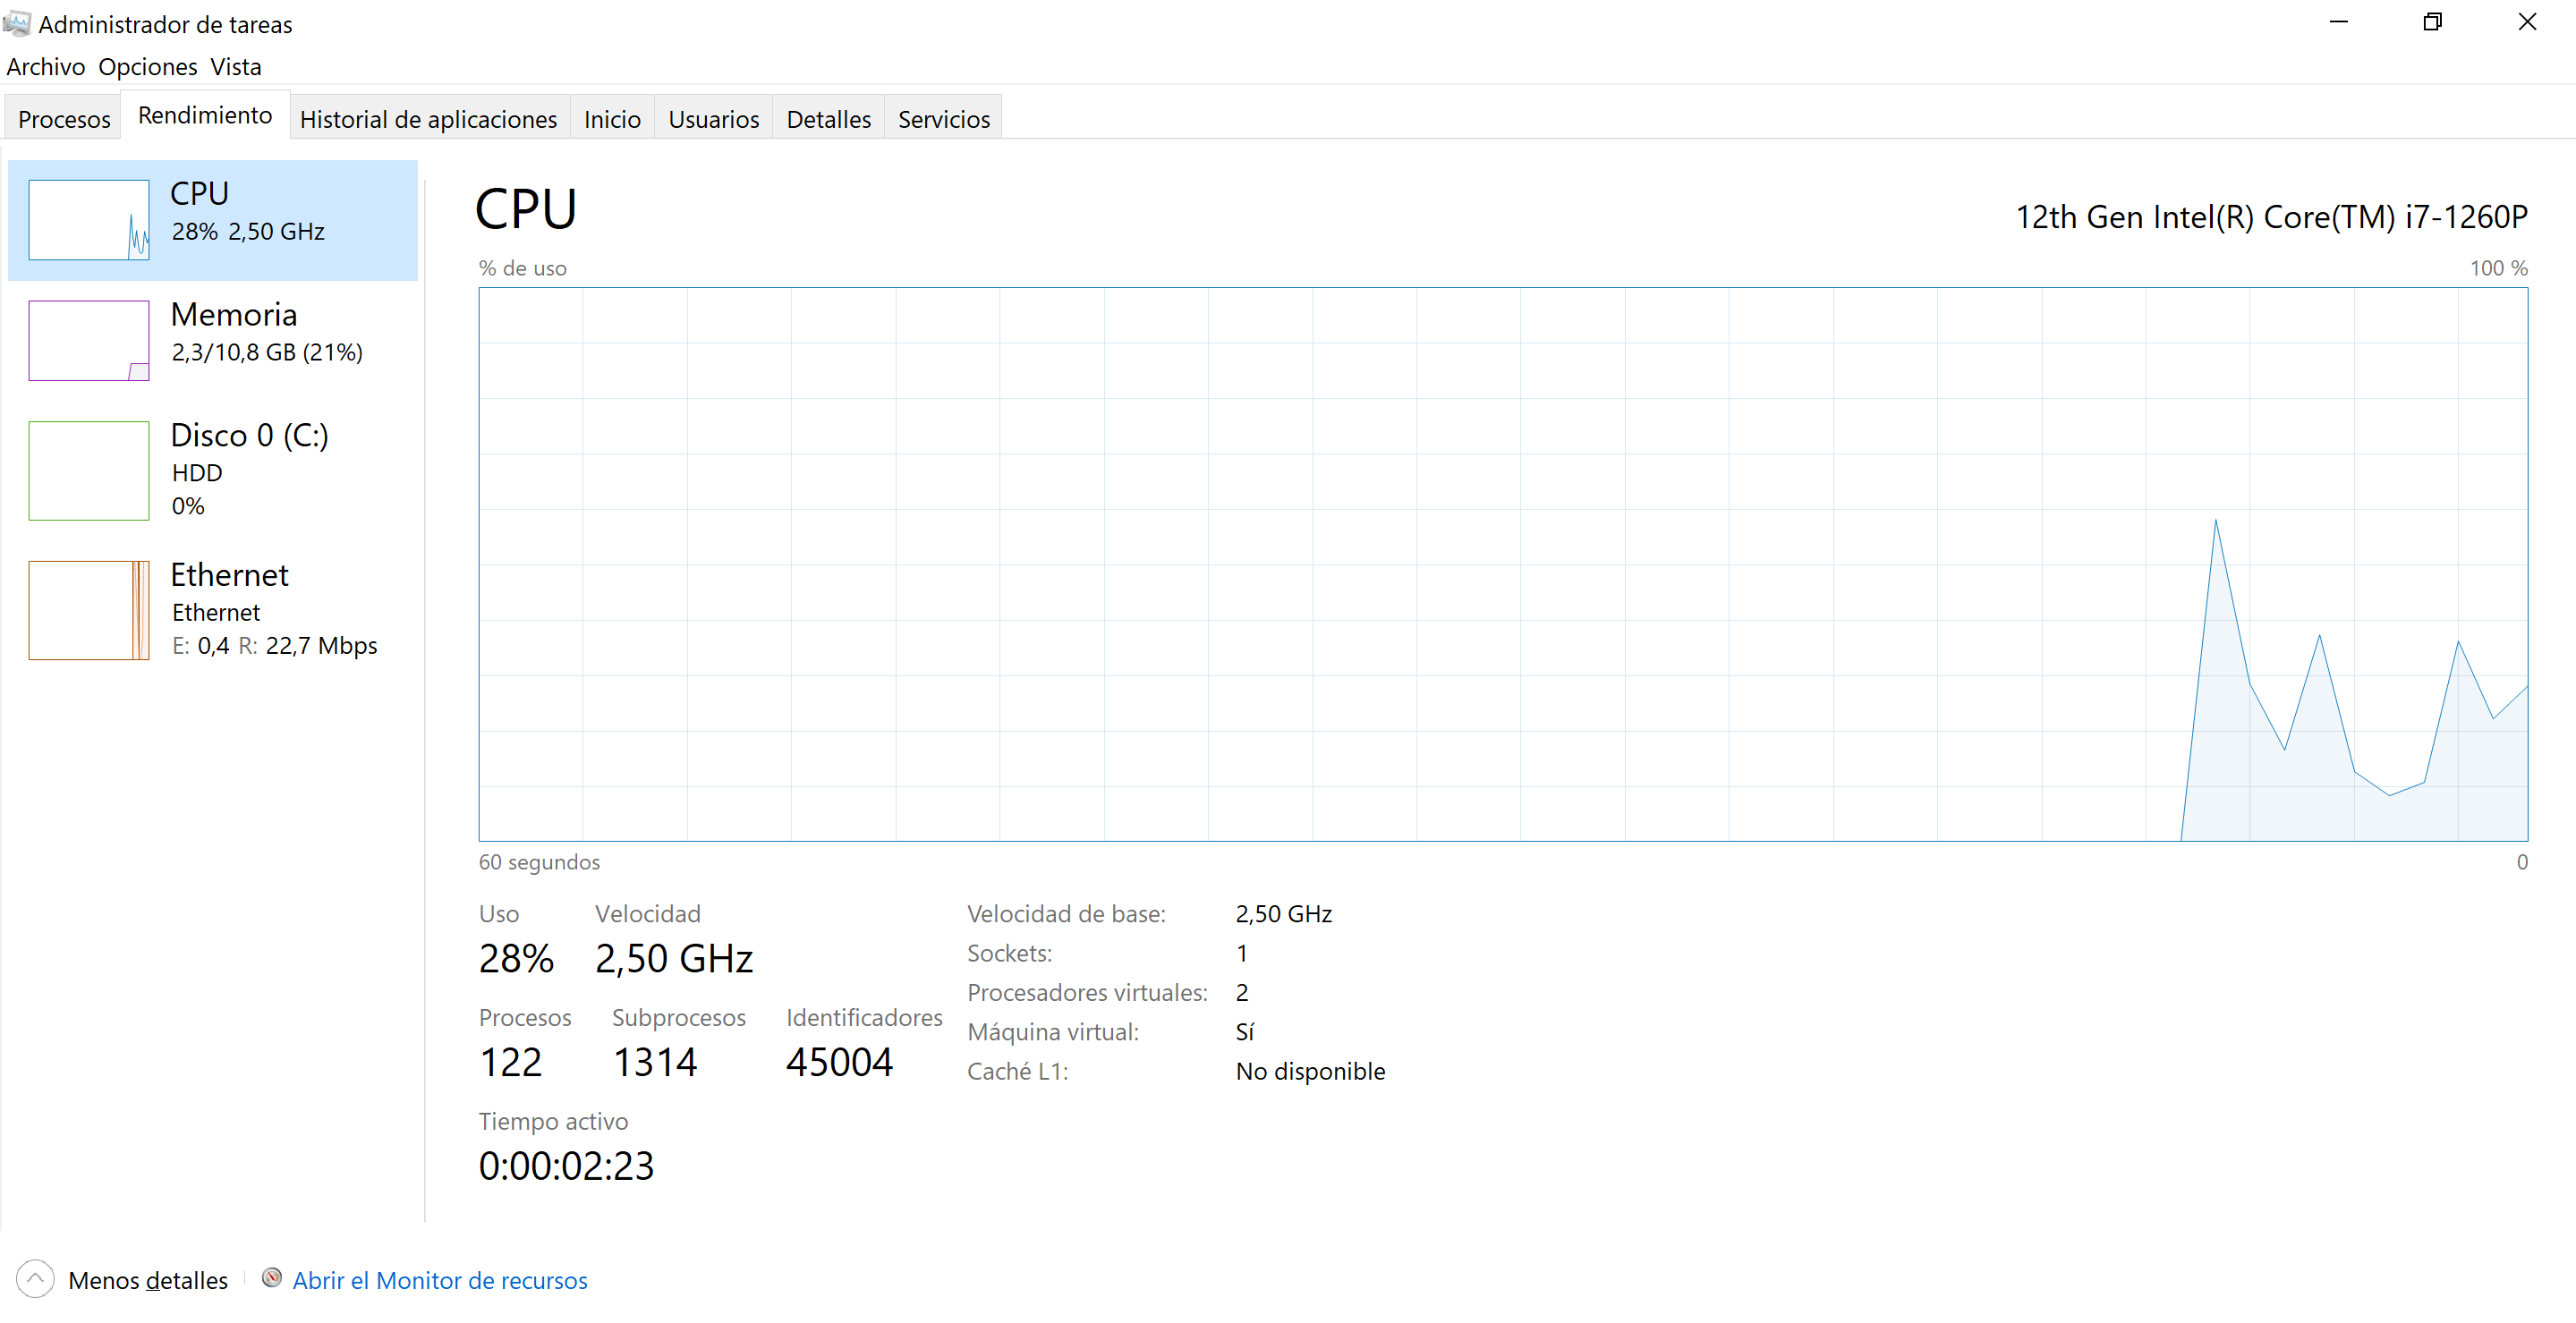 Administrador de tareas
Archivo Opciones Vista
Procesos Rendimiento Historial de aplicaciones Inicio Usuarios Detalles Servicios
CPU
28% 2,50 GHz
Memoria
2,3/10,8 GB (21%)
Disco 0 (C:)
HDD
0%
Ethernet
Ethernet
E: 0,4 R: 22,7 Mbps
CPU 12th Gen Intel(R) Core(TM) i7-1260P
% de uso 100 %
60 segundos 0
Uso Velocidad
28% 2,50 GHz
Procesos Subprocesos Identificadores
122 1314 45004
Tiempo activo
0:00:02:23
Velocidad de base: 2,50 GHz
Sockets: 1
Procesadores virtuales: 2
Máquina virtual: Sí
Caché L1: No disponible
Menos detalles Abrir el Monitor de recursos